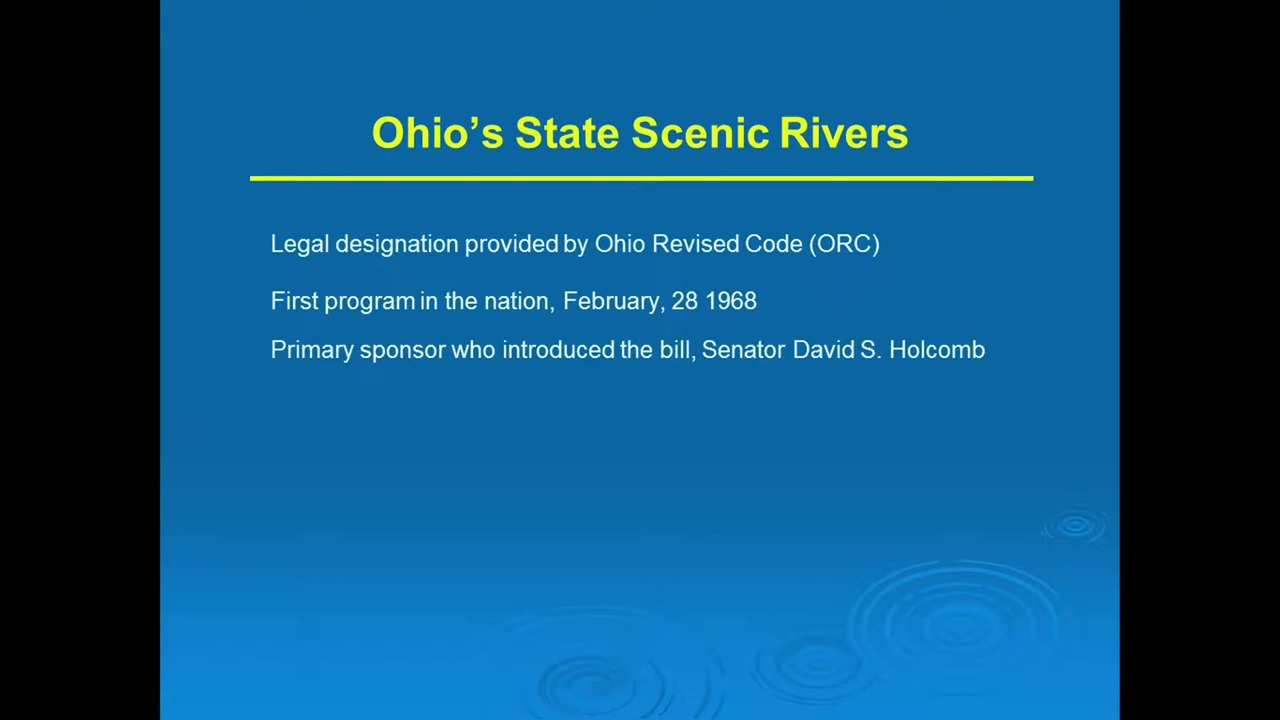 Ohio’s State Scenic Rivers
Legal designation provided by Ohio Revised Code (ORC)
First program in the nation, February, 28 1968
Primary sponsor who introduced the bill, Senator David S. Holcomb